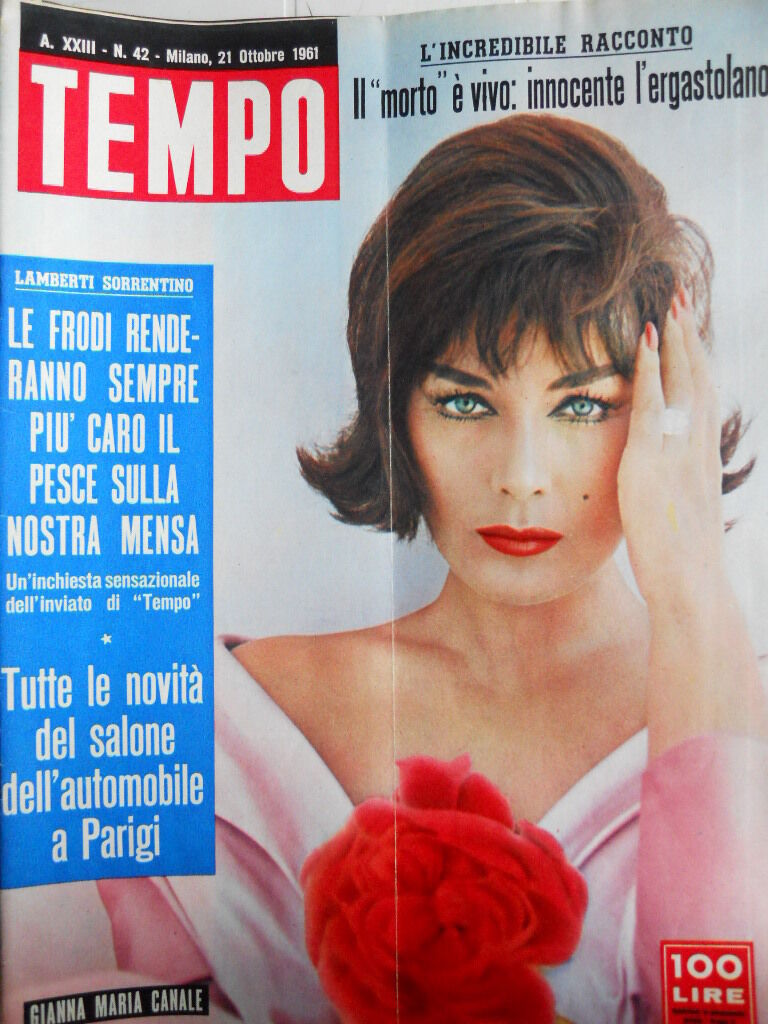 A. XXIII - N. 42 - Milano, 21 Ottobre 1961
TEMPO
L'INCREDIBILE RACCONTO
Il "morto" è vivo: innocente l'ergastolano
LAMBERTI SORRENTINO
LE FRODI RENDE-
RANNO SEMPRE
PIU' CARO IL
PESCE SULLA
NOSTRA MENSA
Un'inchiesta sensazionale
dell'inviato di "Tempo"
Tutte le novità
del salone
dell'automobile
a Parigi
GIANNA MARIA CANALE
100
LIRE